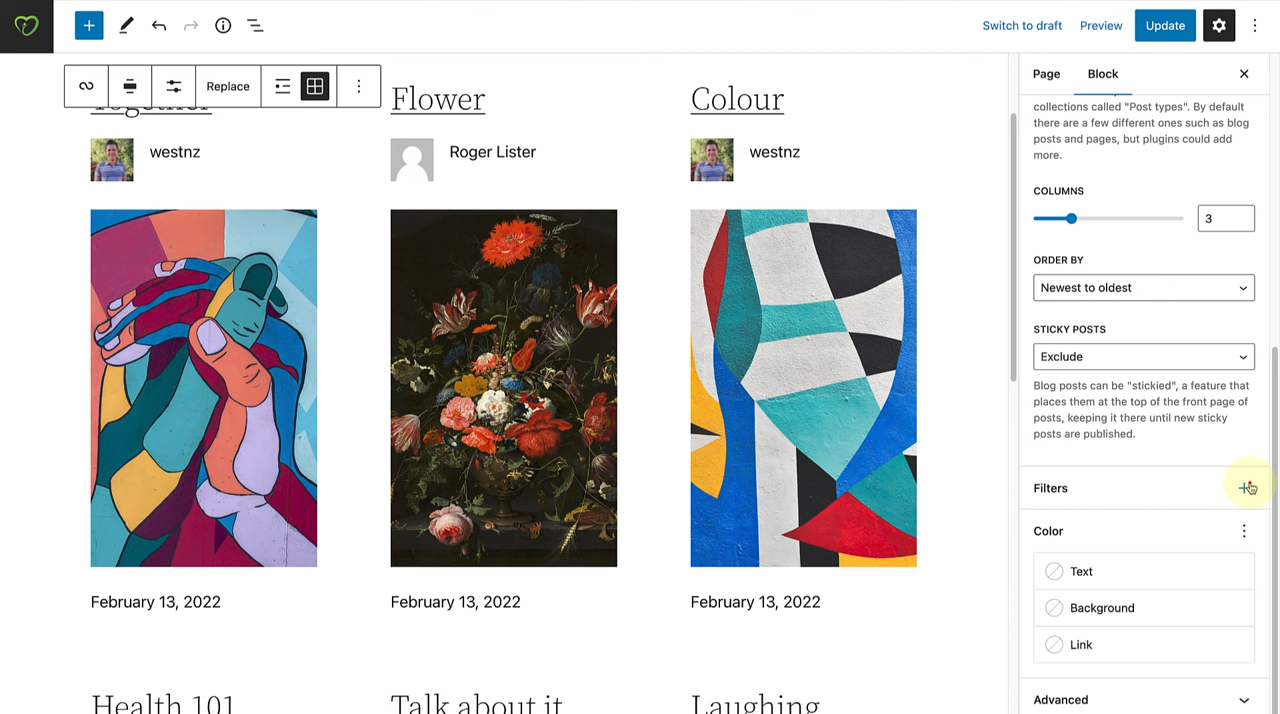 Switch to draft
Preview
Update
Replace
Together
Flower
Colour
westnz
Roger Lister
westnz
February 13, 2022
February 13, 2022
February 13, 2022
Health 101
Talk about it
Laughing
Page
Block
collections called "Post types". By default
there are a few different ones such as blog
posts and pages, but plugins could add
more.
COLUMNS
3
ORDER BY
Newest to oldest
STICKY POSTS
Exclude
Blog posts can be "stickied", a feature that
places them at the top of the front page of
posts, keeping it there until new sticky
posts are published.
Filters
Color
Text
Background
Link
Advanced